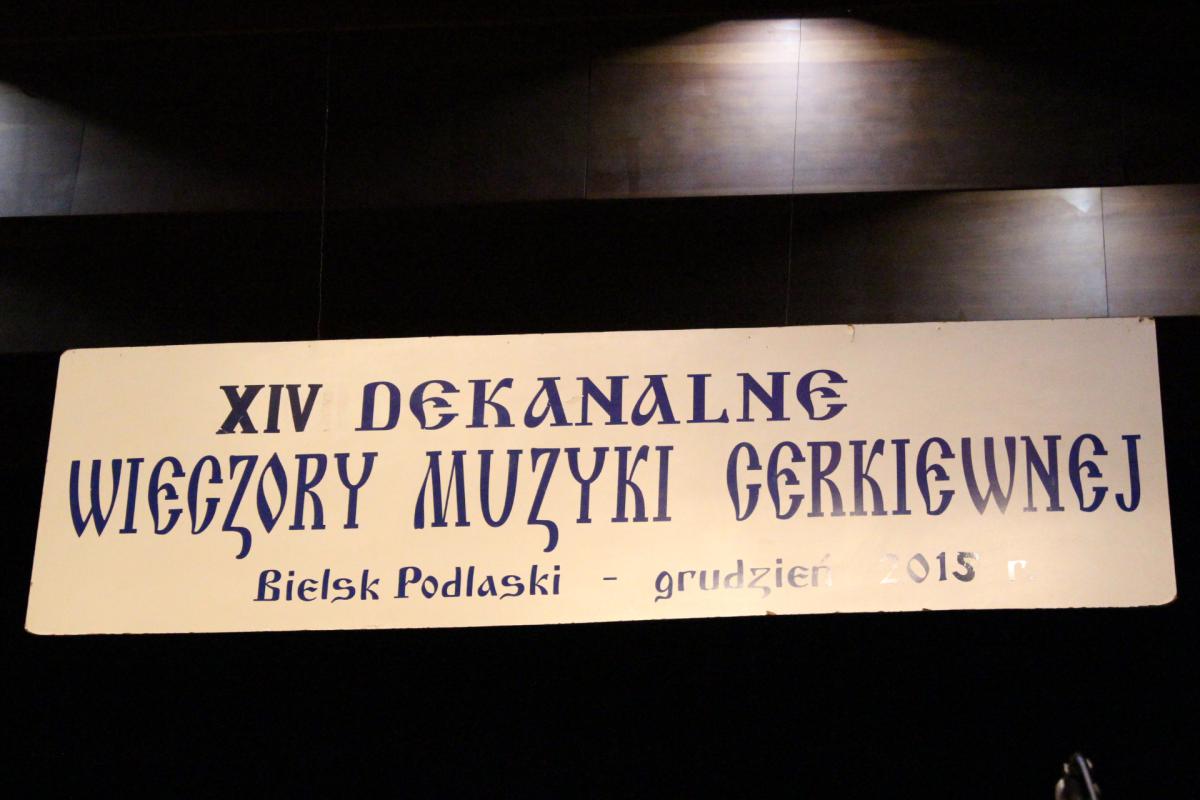 XIV DEKANALNE
WIECZORY MUZYKI CERKIEWNEJ
Bielsk Podlaski - grudzień 2015 r.